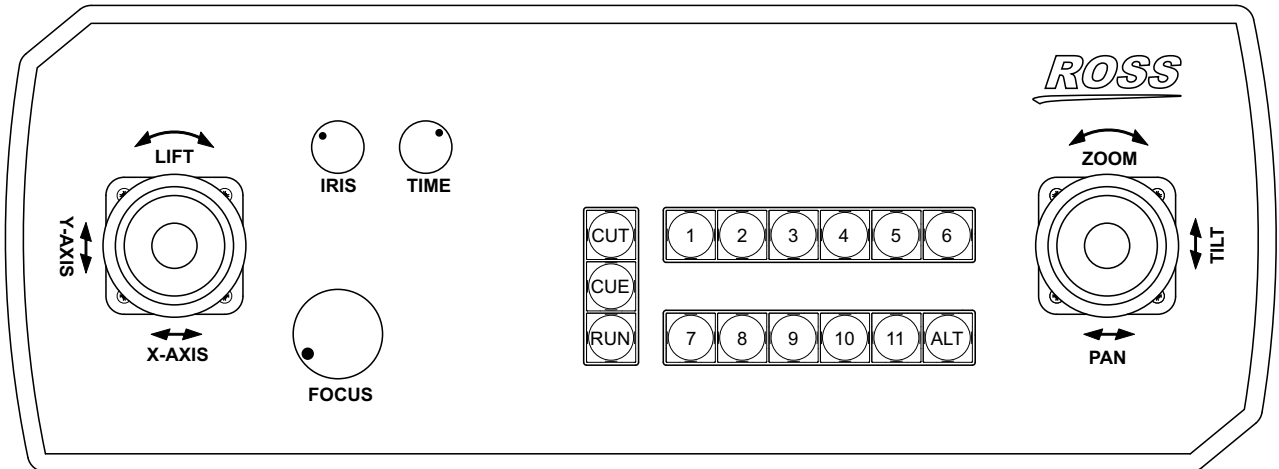 ROSS
LIFT
ZOOM
IRIS TIME
Y-AXIS
TILT
CUT 1 2 3 4 5 6
CUE
RUN 7 8 9 10 11 ALT
X-AXIS
PAN
FOCUS